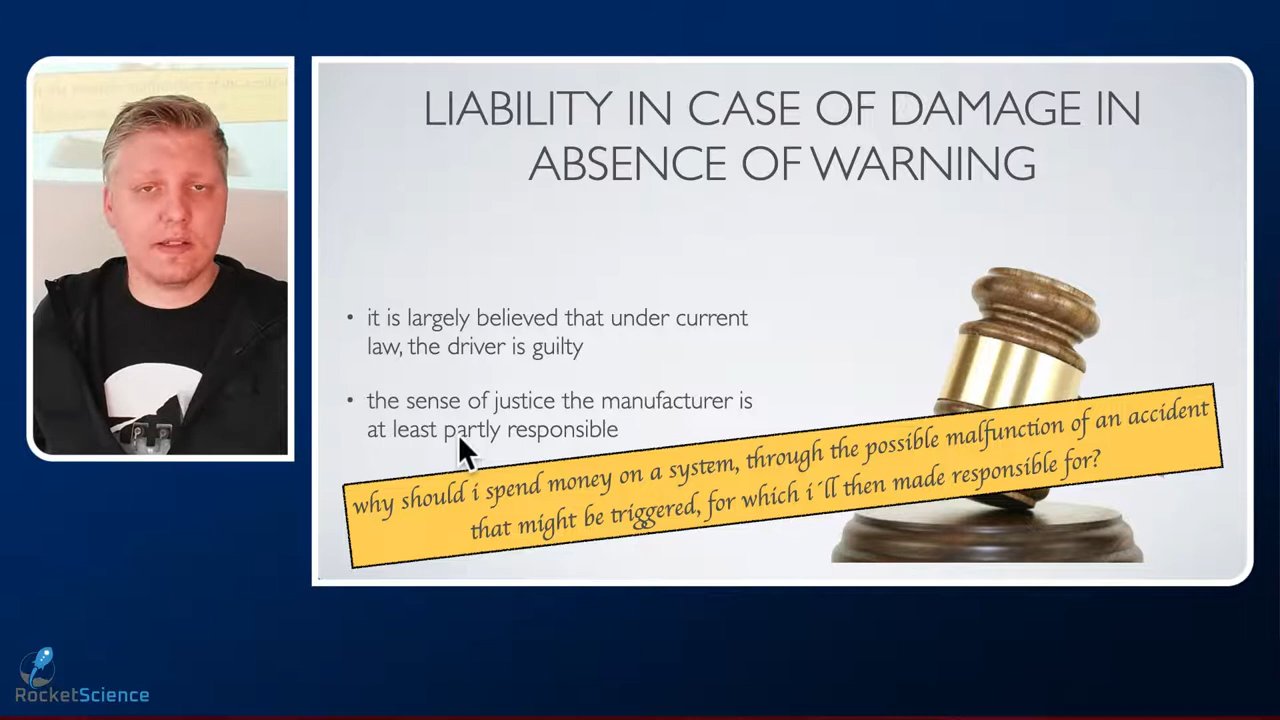 LIABILITY IN CASE OF DAMAGE IN
ABSENCE OF WARNING
• it is largely believed that under current
law, the driver is guilty
• the sense of justice the manufacturer is
at least partly responsible
why should i spend money on a system, through the possible malfunction of an accident
that might be triggered, for which i´ll then made responsible for?
RocketScience